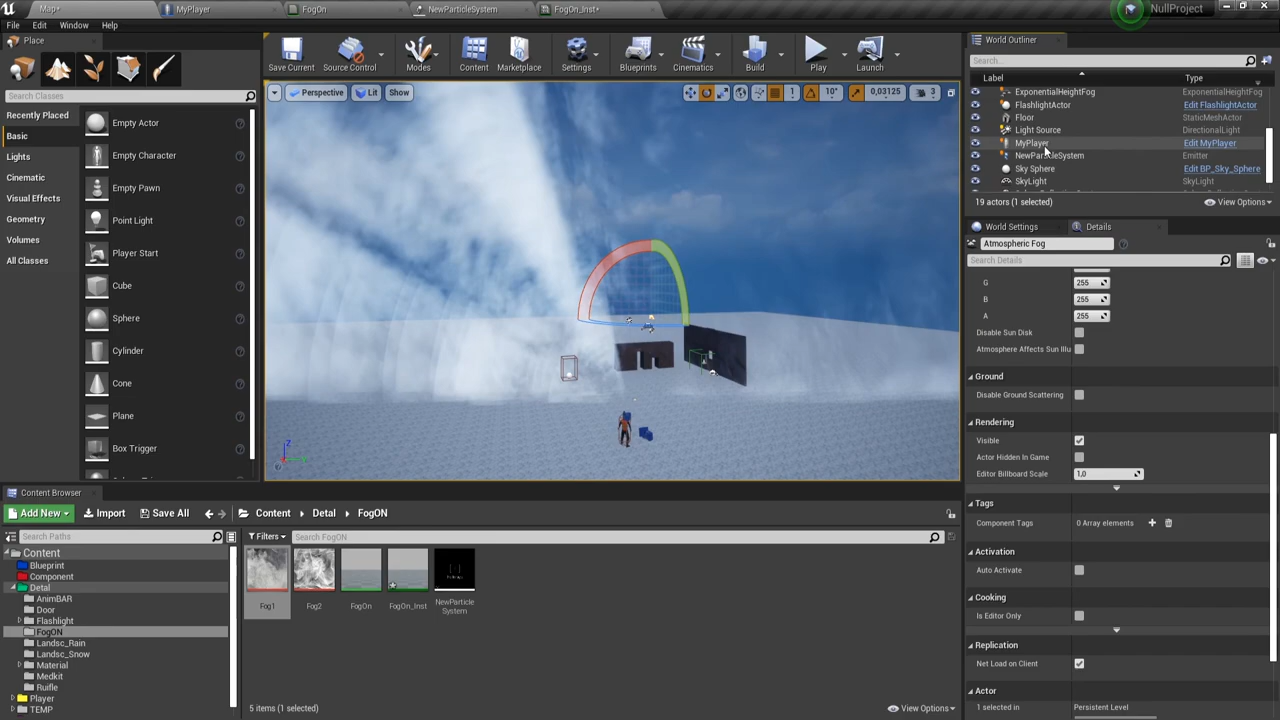 Map*
MyPlayer
FogOn
NewParticleSystem
FogOn_Inst*
NullProject
File Edit Window Help
Place
Search Classes
Recently Placed
Basic
Lights
Cinematic
Visual Effects
Geometry
Volumes
All Classes
Empty Actor
Empty Character
Empty Pawn
Point Light
Player Start
Cube
Sphere
Cylinder
Cone
Plane
Box Trigger
Save Current
Source Control
Modes
Content
Marketplace
Settings
Blueprints
Cinematics
Build
Play
Launch
Perspective
Lit
Show
1
10°
0,03125
3
World Outliner
Search...
Label Type
ExponentialHeightFog ExponentialHeightFog
FlashlightActor Edit FlashlightActor
Floor StaticMeshActor
Light Source DirectionalLight
MyPlayer Edit MyPlayer
NewParticleSystem Emitter
Sky Sphere Edit BP_Sky_Sphere
SkyLight SkyLight
19 actors (1 selected) View Options
World Settings Details
Atmospheric Fog
Search Details
G 255
B 255
A 255
Disable Sun Disk
Atmosphere Affects Sun Illu
Ground
Disable Ground Scattering
Rendering
Visible
Actor Hidden In Game
Editor Billboard Scale 1,0
Tags
Component Tags 0 Array elements
Activation
Auto Activate
Cooking
Is Editor Only
Replication
Net Load on Client
Actor
1 selected in Persistent Level
Content Browser
Add New Import Save All Content Detal FogON
Search Paths
Filters Search FogON
Content
Blueprint
Component
Detal
AnimBAR
Door
Flashlight
FogON
Landsc_Rain
Landsc_Snow
Material
Medkit
Ruifle
Player
TEMP
Fog1
Fog2
FogOn
FogOn_Inst
NewParticle
System
5 items (1 selected) View Options